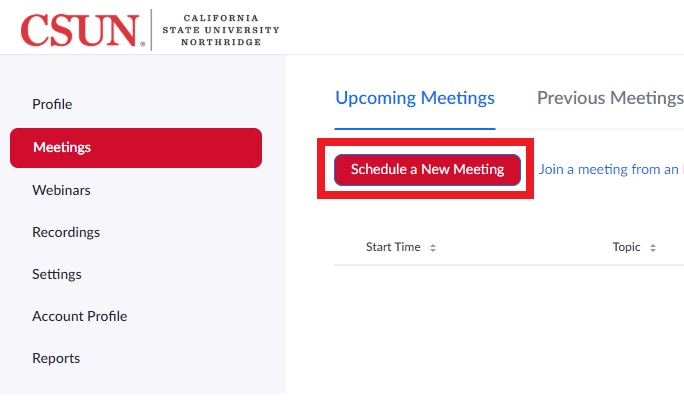 CSUN®
CALIFORNIA
STATE UNIVERSITY
NORTHRIDGE
Profile
Meetings
Webinars
Recordings
Settings
Account Profile
Reports
Upcoming Meetings
Previous Meetings
Schedule a New Meeting
Join a meeting from an
Start Time
Topic